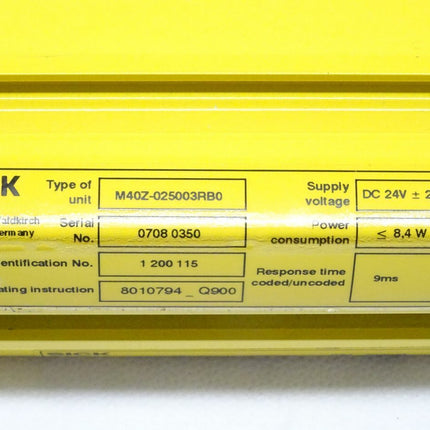 K
Type of unit M40Z-025003RB0
Supply voltage DC 24V ± 2
aldkirch
ermany
Serial No. 0708 0350
Power consumption ≤ 8,4 W
entification No. 1 200 115
Response time coded/uncoded 9ms
ating instruction 8010794 _ Q900
SICK